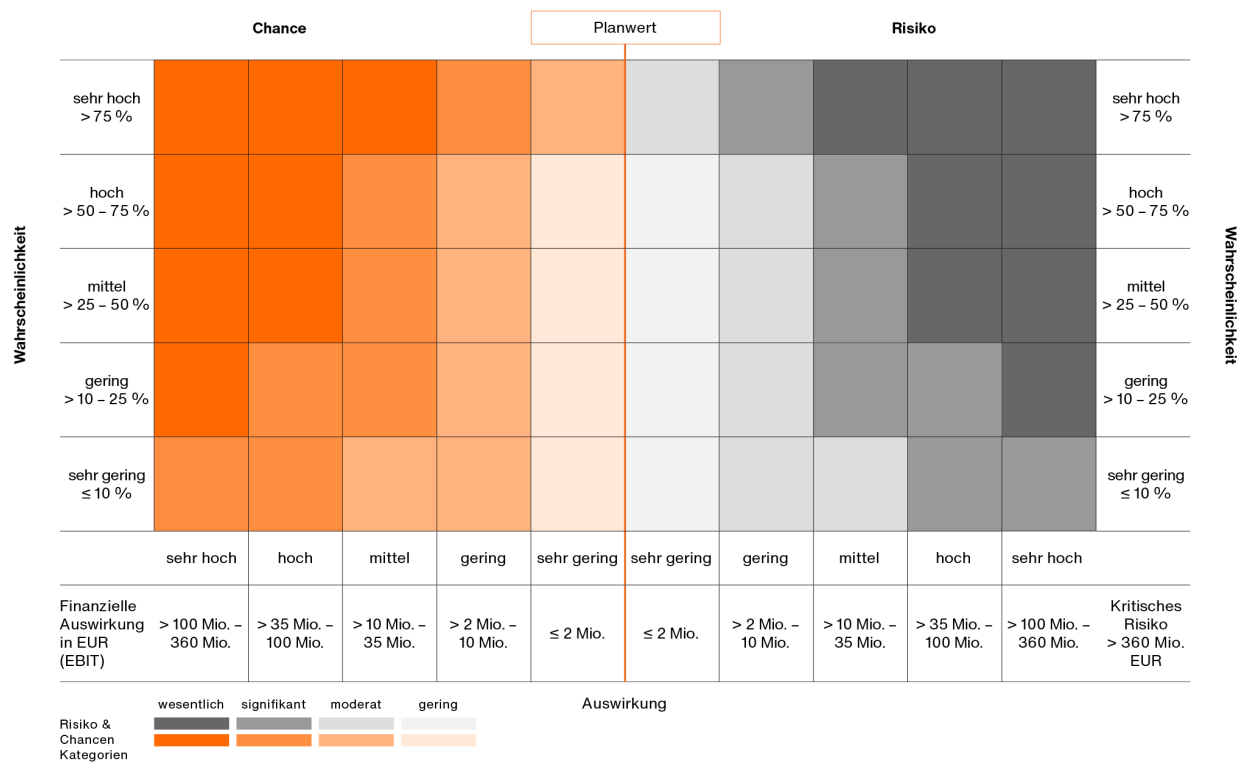 Chance
Planwert
Risiko
Wahrscheinlichkeit
sehr hoch
> 75 %
sehr hoch
> 75 %
hoch
> 50 – 75 %
hoch
> 50 – 75 %
mittel
> 25 – 50 %
mittel
> 25 – 50 %
gering
> 10 – 25 %
gering
> 10 – 25 %
sehr gering
≤ 10 %
sehr gering
≤ 10 %
Wahrscheinlichkeit
sehr hoch
hoch
mittel
gering
sehr gering
sehr gering
gering
mittel
hoch
sehr hoch
Finanzielle
Auswirkung
in EUR
(EBIT)
> 100 Mio. –
360 Mio.
> 35 Mio. –
100 Mio.
> 10 Mio. –
35 Mio.
> 2 Mio. –
10 Mio.
≤ 2 Mio.
≤ 2 Mio.
> 2 Mio. –
10 Mio.
> 10 Mio. –
35 Mio.
> 35 Mio. –
100 Mio.
> 100 Mio. –
360 Mio.
Kritisches
Risiko
> 360 Mio.
EUR
Auswirkung
wesentlich
signifikant
moderat
gering
Risiko &
Chancen
Kategorien